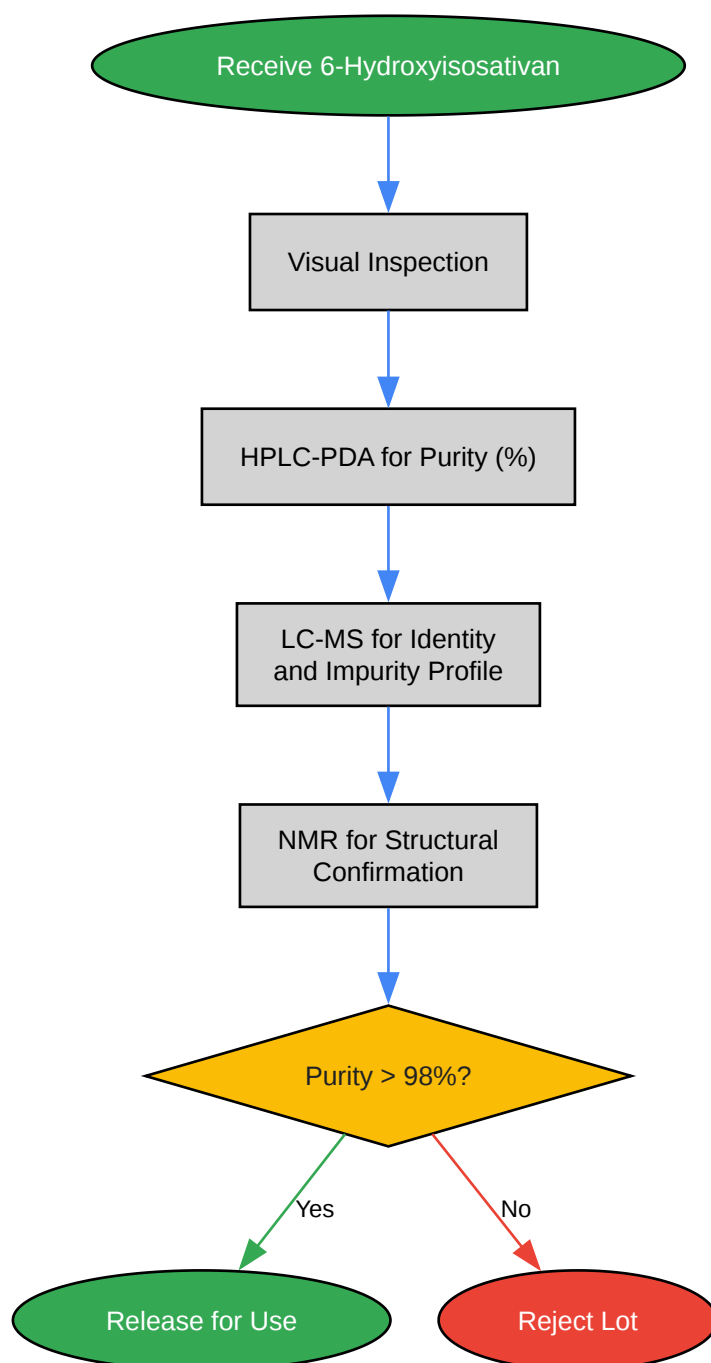 Receive 6-Hydroxyisosativan
Visual Inspection
HPLC-PDA for Purity (%)
LC-MS for Identity
and Impurity Profile
NMR for Structural
Confirmation
Purity > 98%?
Yes
No
Release for Use
Reject Lot